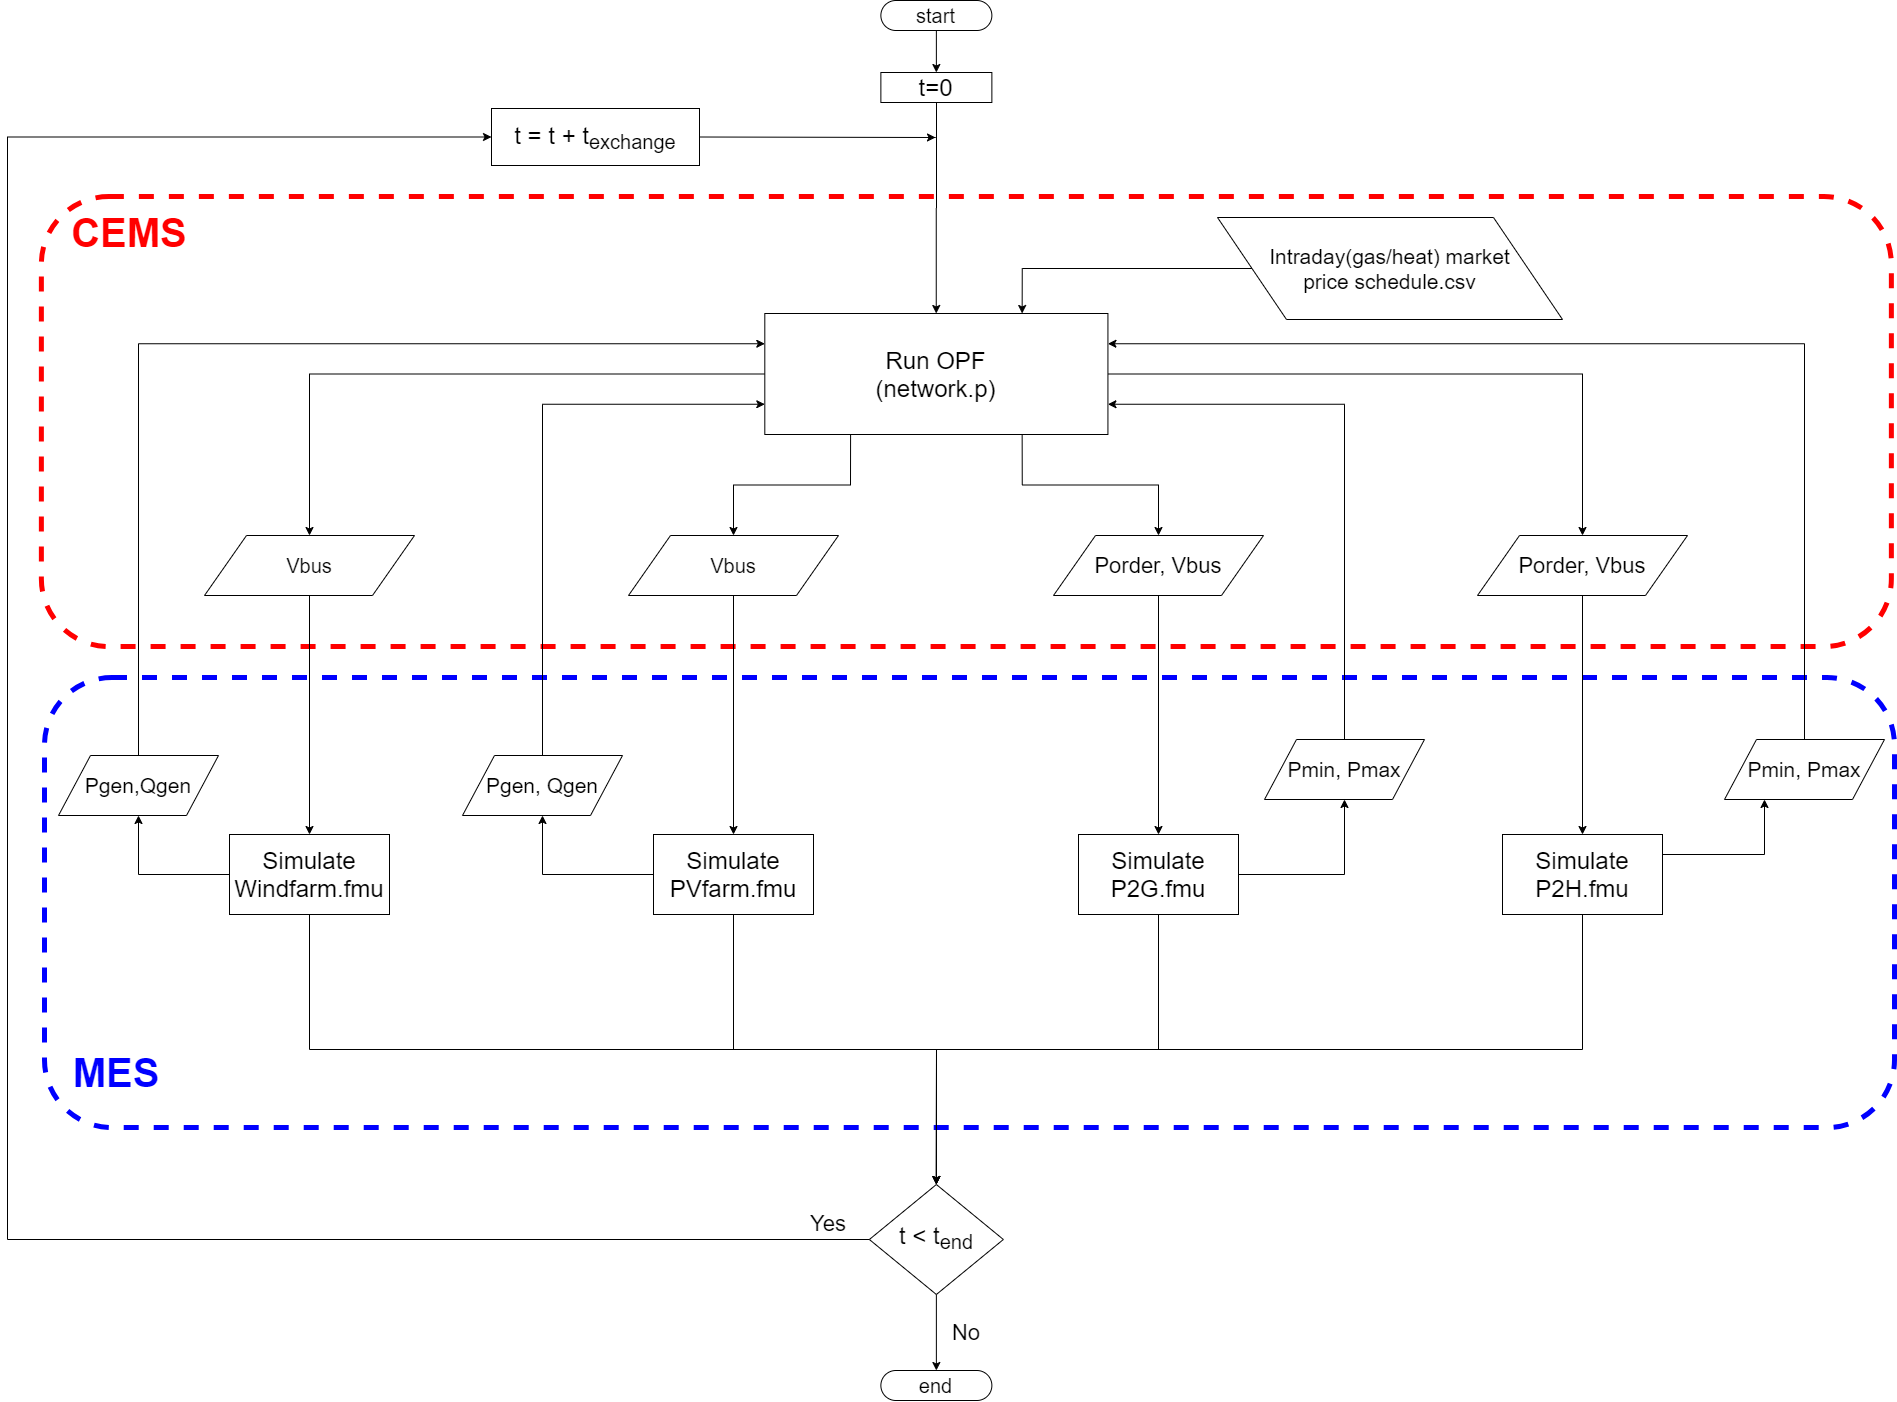 start
t=0
t = t + texchange
CEMS
Intraday(gas/heat) market
price schedule.csv
Run OPF
(network.p)
Vbus
Vbus
Porder, Vbus
Porder, Vbus
Pgen,Qgen
Pgen, Qgen
Pmin, Pmax
Pmin, Pmax
Simulate
Windfarm.fmu
Simulate
PVfarm.fmu
Simulate
P2G.fmu
Simulate
P2H.fmu
MES
Yes
t < tend
No
end